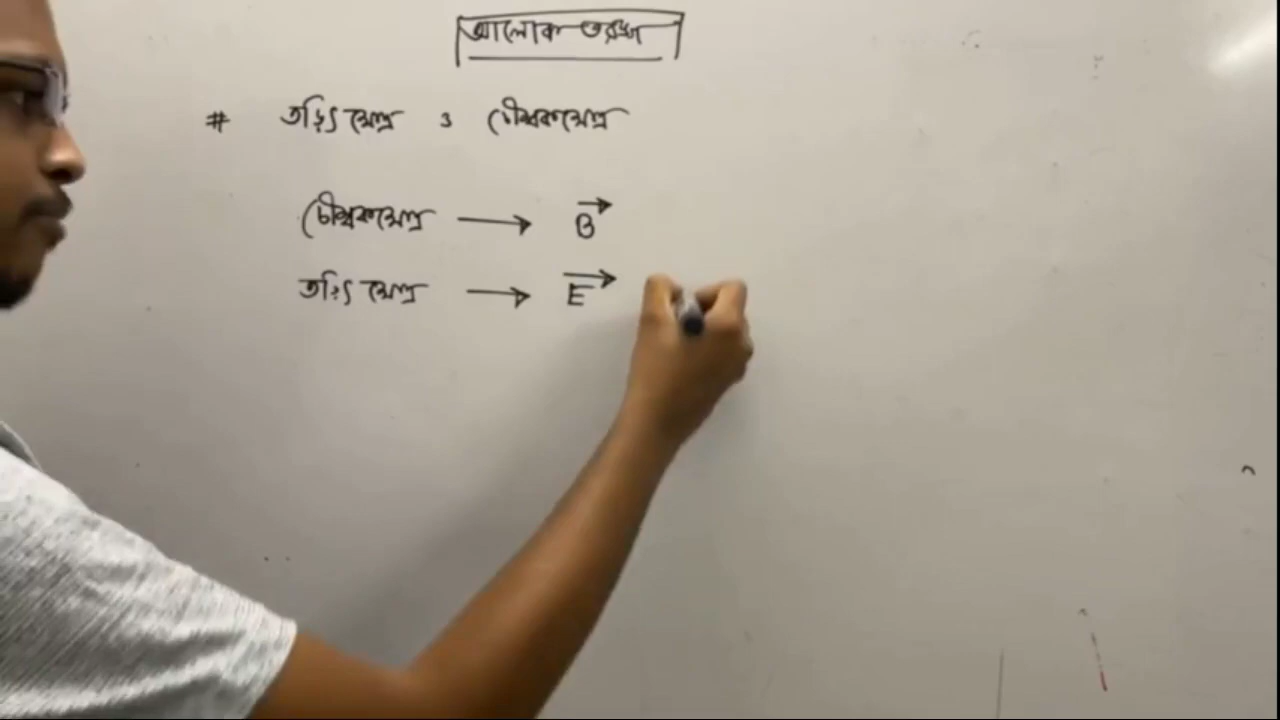 আলোক তরঙ্গ
# তড়িৎ ক্ষেত্র ও চৌম্বকক্ষেত্র
চৌম্বকক্ষেত্র → B⃗
তড়িৎ ক্ষেত্র → E⃗